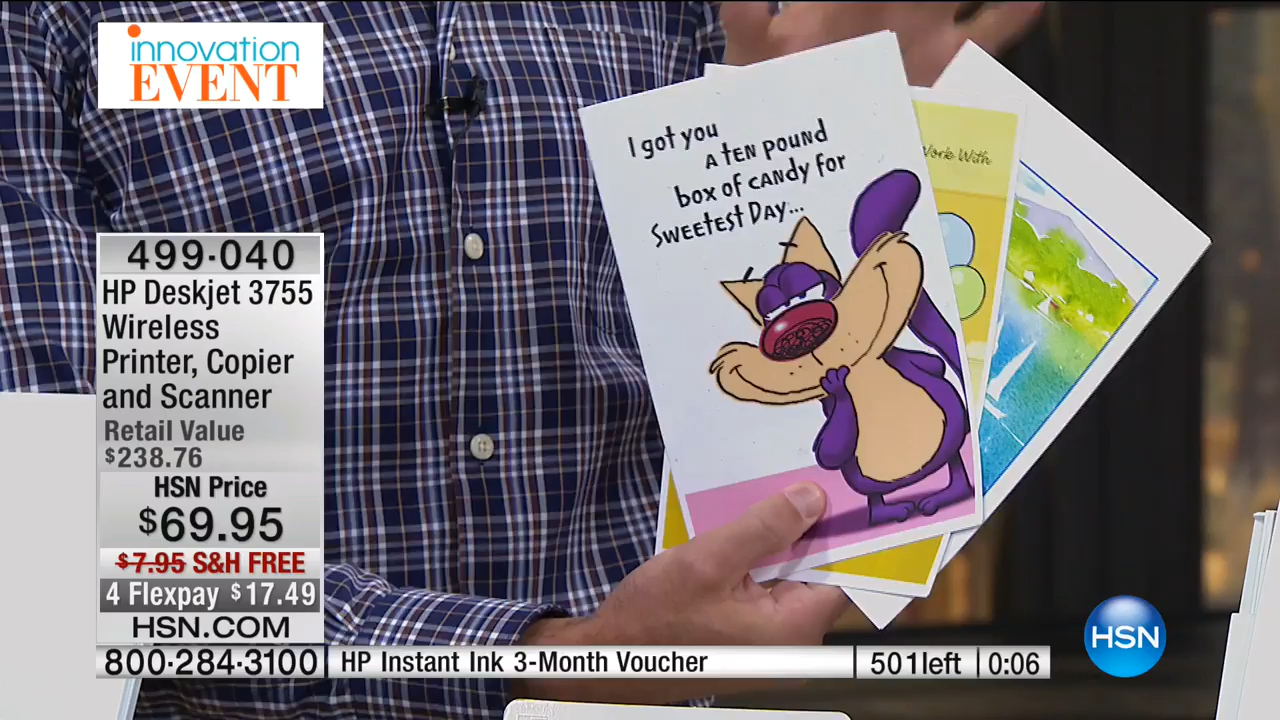 innovation
EVENT
I got you
A TEN POUND
box of CANdy for
SWEETEST DAY...
Work With
499-040
HP Deskjet 3755
Wireless
Printer, Copier
and Scanner
Retail Value
$238.76
HSN Price
$69.95
$7.95 S&H FREE
4 Flexpay $17.49
HSN.COM
800-284-3100 HP Instant Ink 3-Month Voucher 501left 0:06
HSN